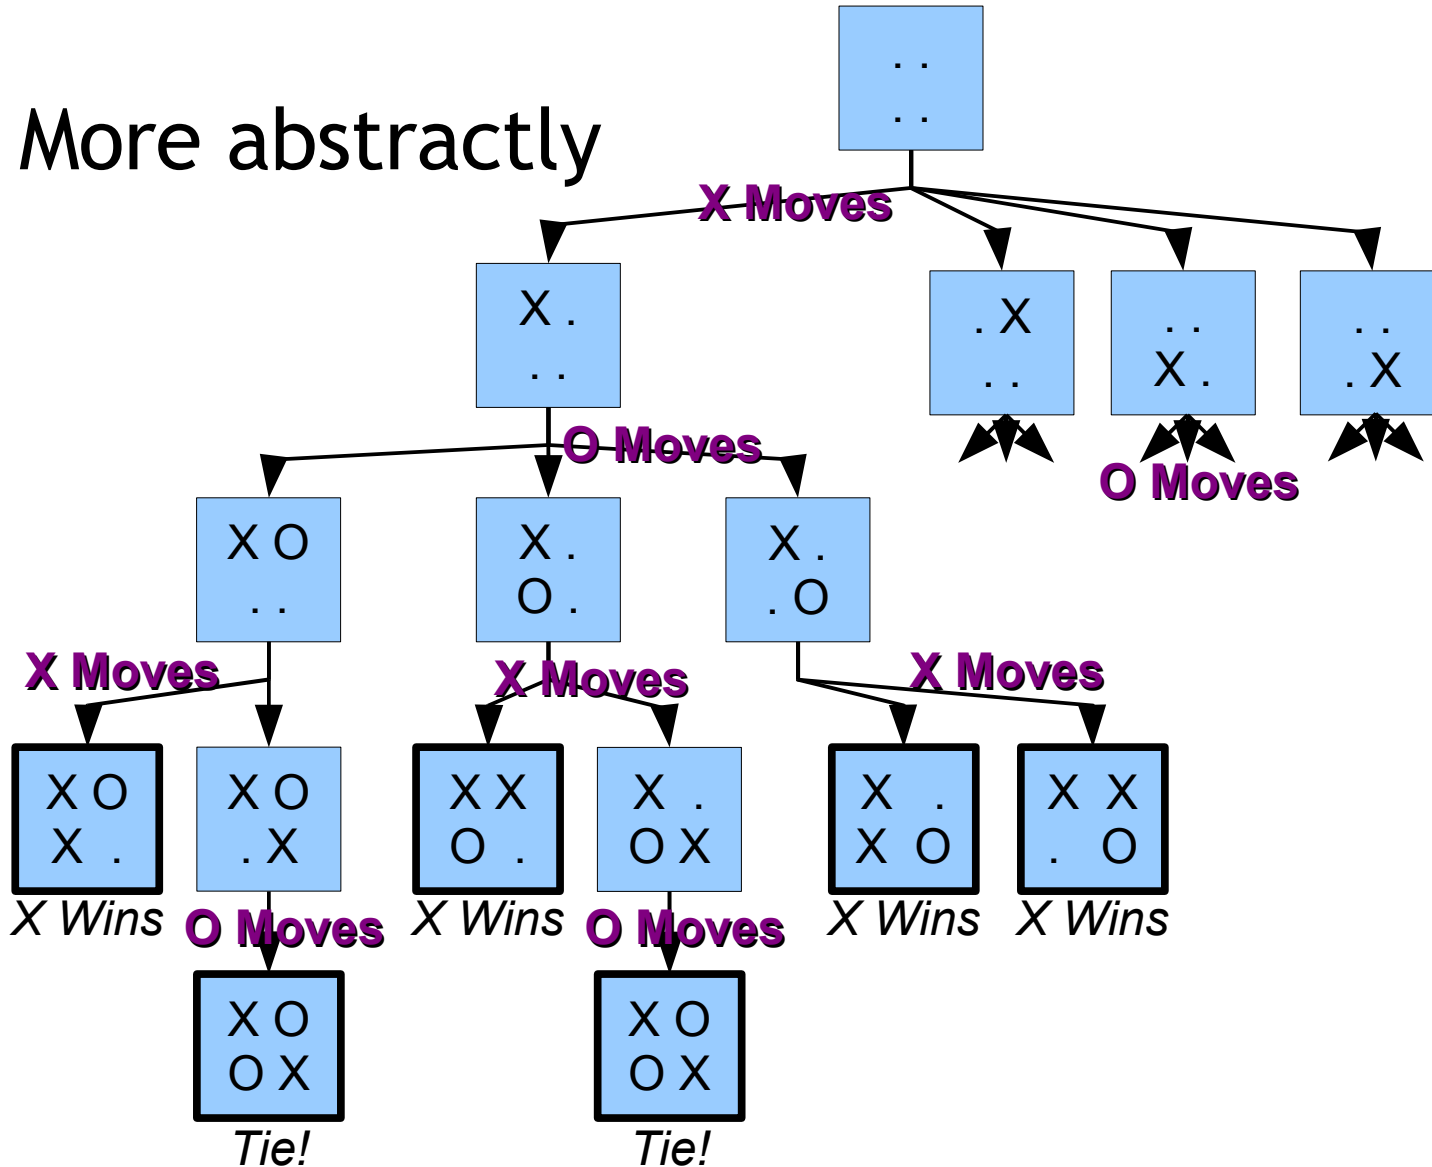 . .
. .
More abstractly
X Moves
X .
. .
. X
. .
. .
X .
. .
. X
O Moves
O Moves
X O
. .
X .
O .
X .
. O
X Moves
X Moves
X Moves
X O
X .
X O
. X
X X
O .
X .
O X
X .
X O
X X
. O
X Wins
O Moves
X Wins
O Moves
X Wins
X Wins
X O
O X
X O
O X
Tie!
Tie!